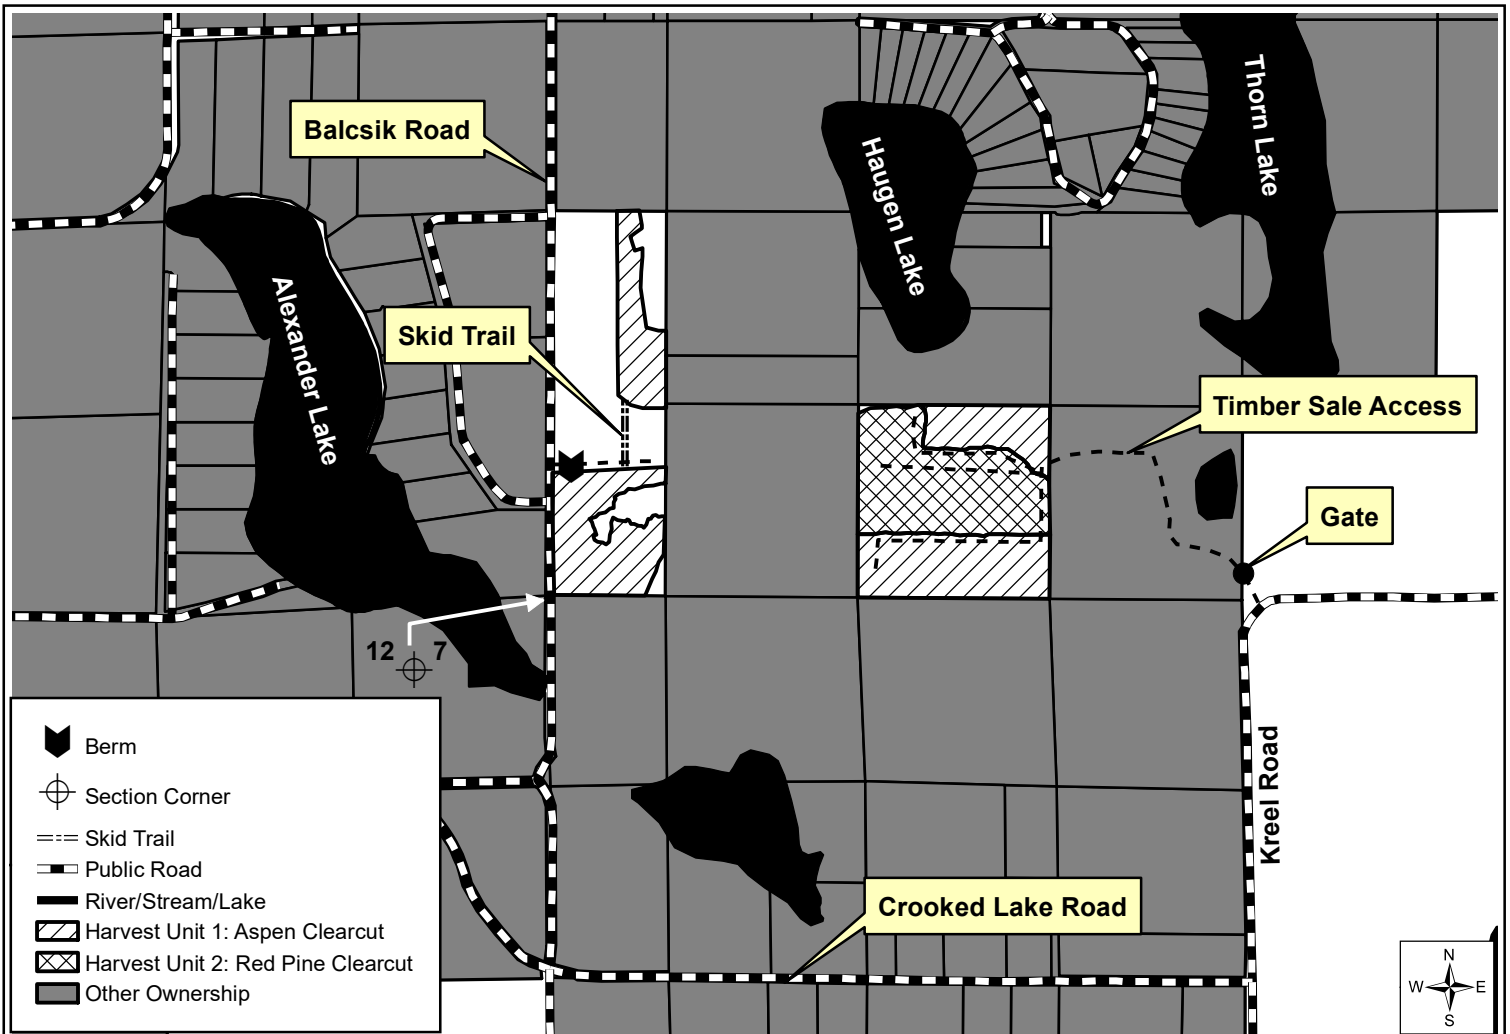 Balcsik Road
Haugen Lake
Thorn Lake
Alexander Lake
Skid Trail
Timber Sale Access
Gate
12 7
Kreel Road
Crooked Lake Road
Berm
Section Corner
Skid Trail
Public Road
River/Stream/Lake
Harvest Unit 1: Aspen Clearcut
Harvest Unit 2: Red Pine Clearcut
Other Ownership
N
W E
S